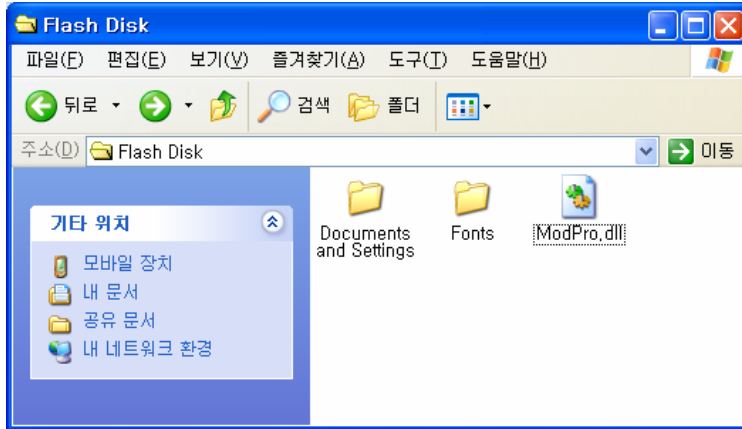 Flash Disk
파일(F) 편집(E) 보기(V) 즐겨찾기(A) 도구(T) 도움말(H)
뒤로 검색 폴더
주소(D) Flash Disk 이동
기타 위치
모바일 장치
내 문서
공유 문서
내 네트워크 환경
Documents
and Settings
Fonts
ModPro.dll